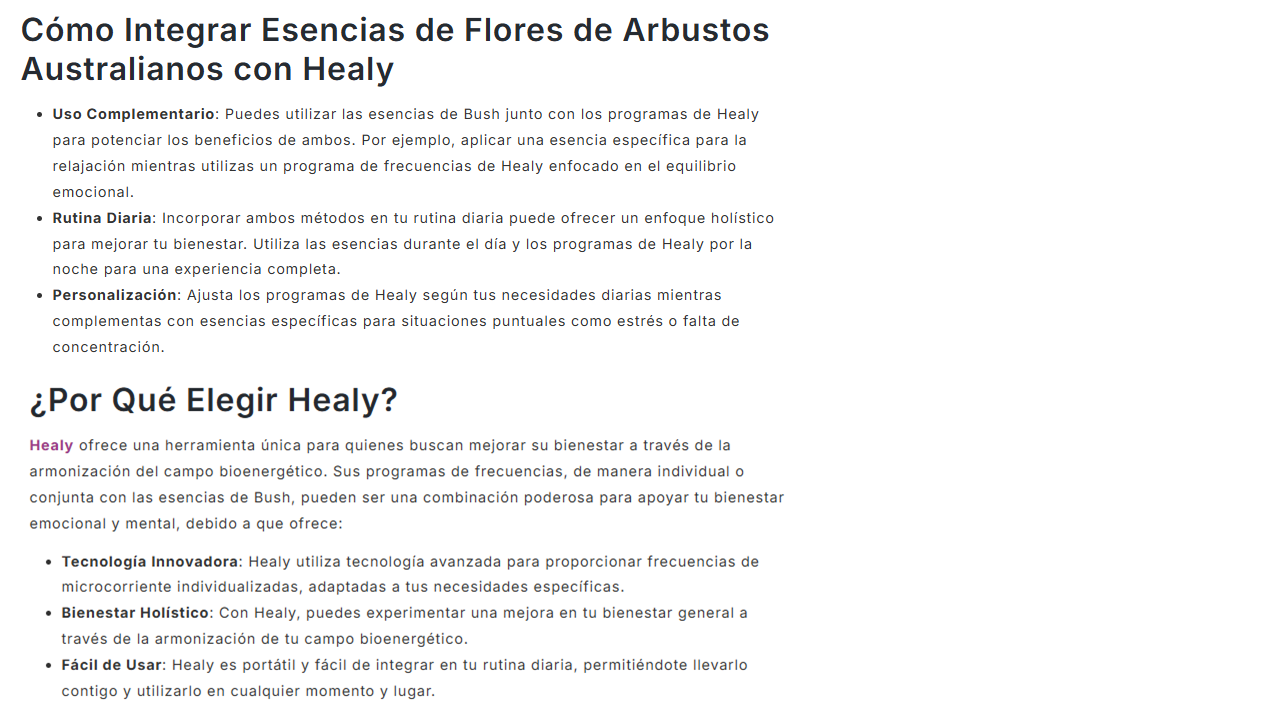 Cómo Integrar Esencias de Flores de Arbustos
Australianos con Healy
• Uso Complementario: Puedes utilizar las esencias de Bush junto con los programas de Healy
para potenciar los beneficios de ambos. Por ejemplo, aplicar una esencia específica para la
relajación mientras utilizas un programa de frecuencias de Healy enfocado en el equilibrio
emocional.
• Rutina Diaria: Incorporar ambos métodos en tu rutina diaria puede ofrecer un enfoque holístico
para mejorar tu bienestar. Utiliza las esencias durante el día y los programas de Healy por la
noche para una experiencia completa.
• Personalización: Ajusta los programas de Healy según tus necesidades diarias mientras
complementas con esencias específicas para situaciones puntuales como estrés o falta de
concentración.
¿Por Qué Elegir Healy?
Healy ofrece una herramienta única para quienes buscan mejorar su bienestar a través de la
armonización del campo bioenergético. Sus programas de frecuencias, de manera individual o
conjunta con las esencias de Bush, pueden ser una combinación poderosa para apoyar tu bienestar
emocional y mental, debido a que ofrece:
• Tecnología Innovadora: Healy utiliza tecnología avanzada para proporcionar frecuencias de
microcorriente individualizadas, adaptadas a tus necesidades específicas.
• Bienestar Holístico: Con Healy, puedes experimentar una mejora en tu bienestar general a
través de la armonización de tu campo bioenergético.
• Fácil de Usar: Healy es portátil y fácil de integrar en tu rutina diaria, permitiéndote llevarlo
contigo y utilizarlo en cualquier momento y lugar.